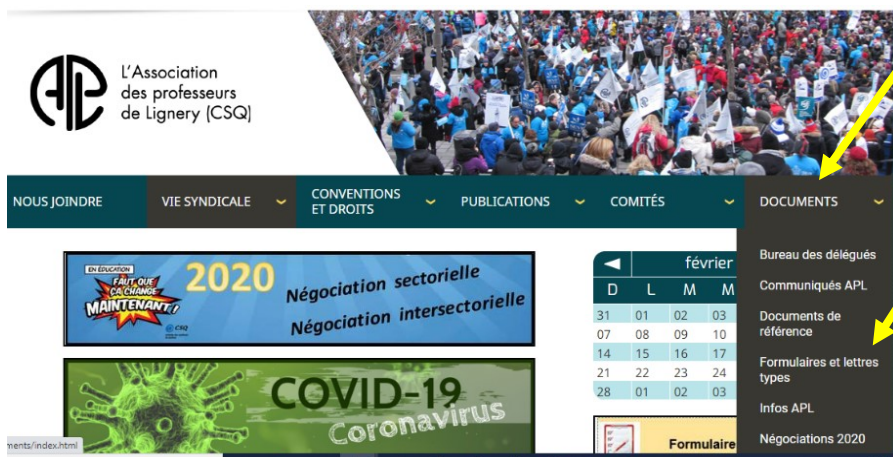 APL
L'Association
des professeurs
de Lignery (CSQ)
NOUS JOINDRE
VIE SYNDICALE
CONVENTIONS
ET DROITS
PUBLICATIONS
COMITÉS
DOCUMENTS
Bureau des délégués
Communiqués APL
Documents de
référence
Formulaires et lettres
types
Infos APL
Négociations 2020
EN ÉDUCATION
FAUT QUE
ÇA CHANGE
MAINTENANT!
CSQ
2020
Négociation sectorielle
Négociation intersectorielle
COVID-19
Coronavirus
février
D L M M
31 01 02 03
07 08 09 10
14 15 16 17
21 22 23 24
28 01 02 03
Formulaire
ments/index.html